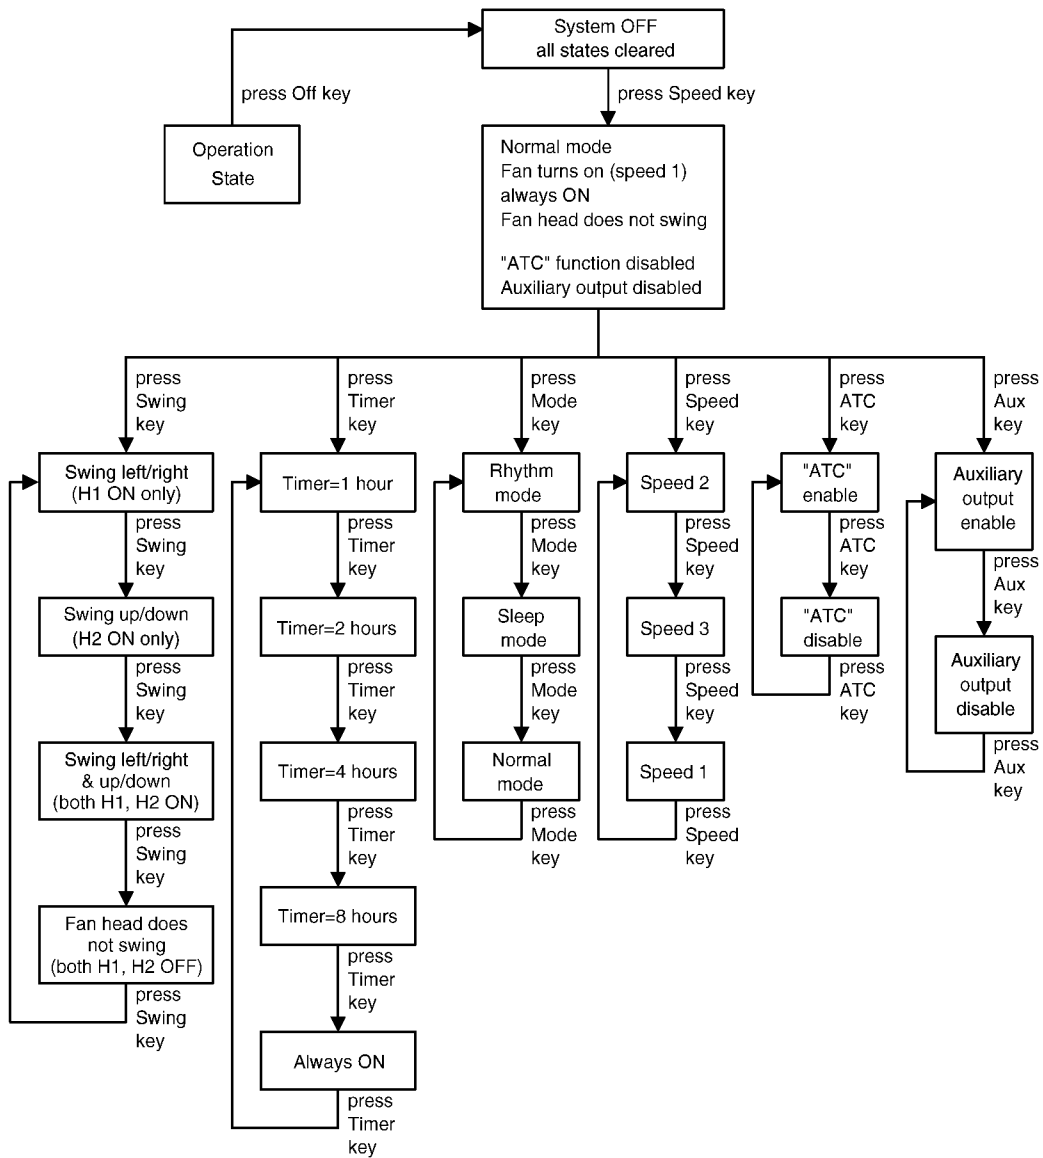 System OFF
all states cleared
press Off key
press Speed key
Operation
State
Normal mode
Fan turns on (speed 1)
always ON
Fan head does not swing
"ATC" function disabled
Auxiliary output disabled
press
Swing
key
press
Timer
key
press
Mode
key
press
Speed
key
press
ATC
key
press
Aux
key
Swing left/right
(H1 ON only)
press
Swing
key
Swing up/down
(H2 ON only)
press
Swing
key
Swing left/right
& up/down
(both H1, H2 ON)
press
Swing
key
Fan head does
not swing
(both H1, H2 OFF)
press
Swing
key
Timer=1 hour
press
Timer
key
Timer=2 hours
press
Timer
key
Timer=4 hours
press
Timer
key
Timer=8 hours
press
Timer
key
Always ON
press
Timer
key
Rhythm
mode
press
Mode
key
Sleep
mode
press
Mode
key
Normal
mode
press
Mode
key
Speed 2
press
Speed
key
Speed 3
press
Speed
key
Speed 1
press
Speed
key
"ATC"
enable
press
ATC
key
"ATC"
disable
press
ATC
key
Auxiliary
output
enable
press
Aux
key
Auxiliary
output
disable
press
Aux
key